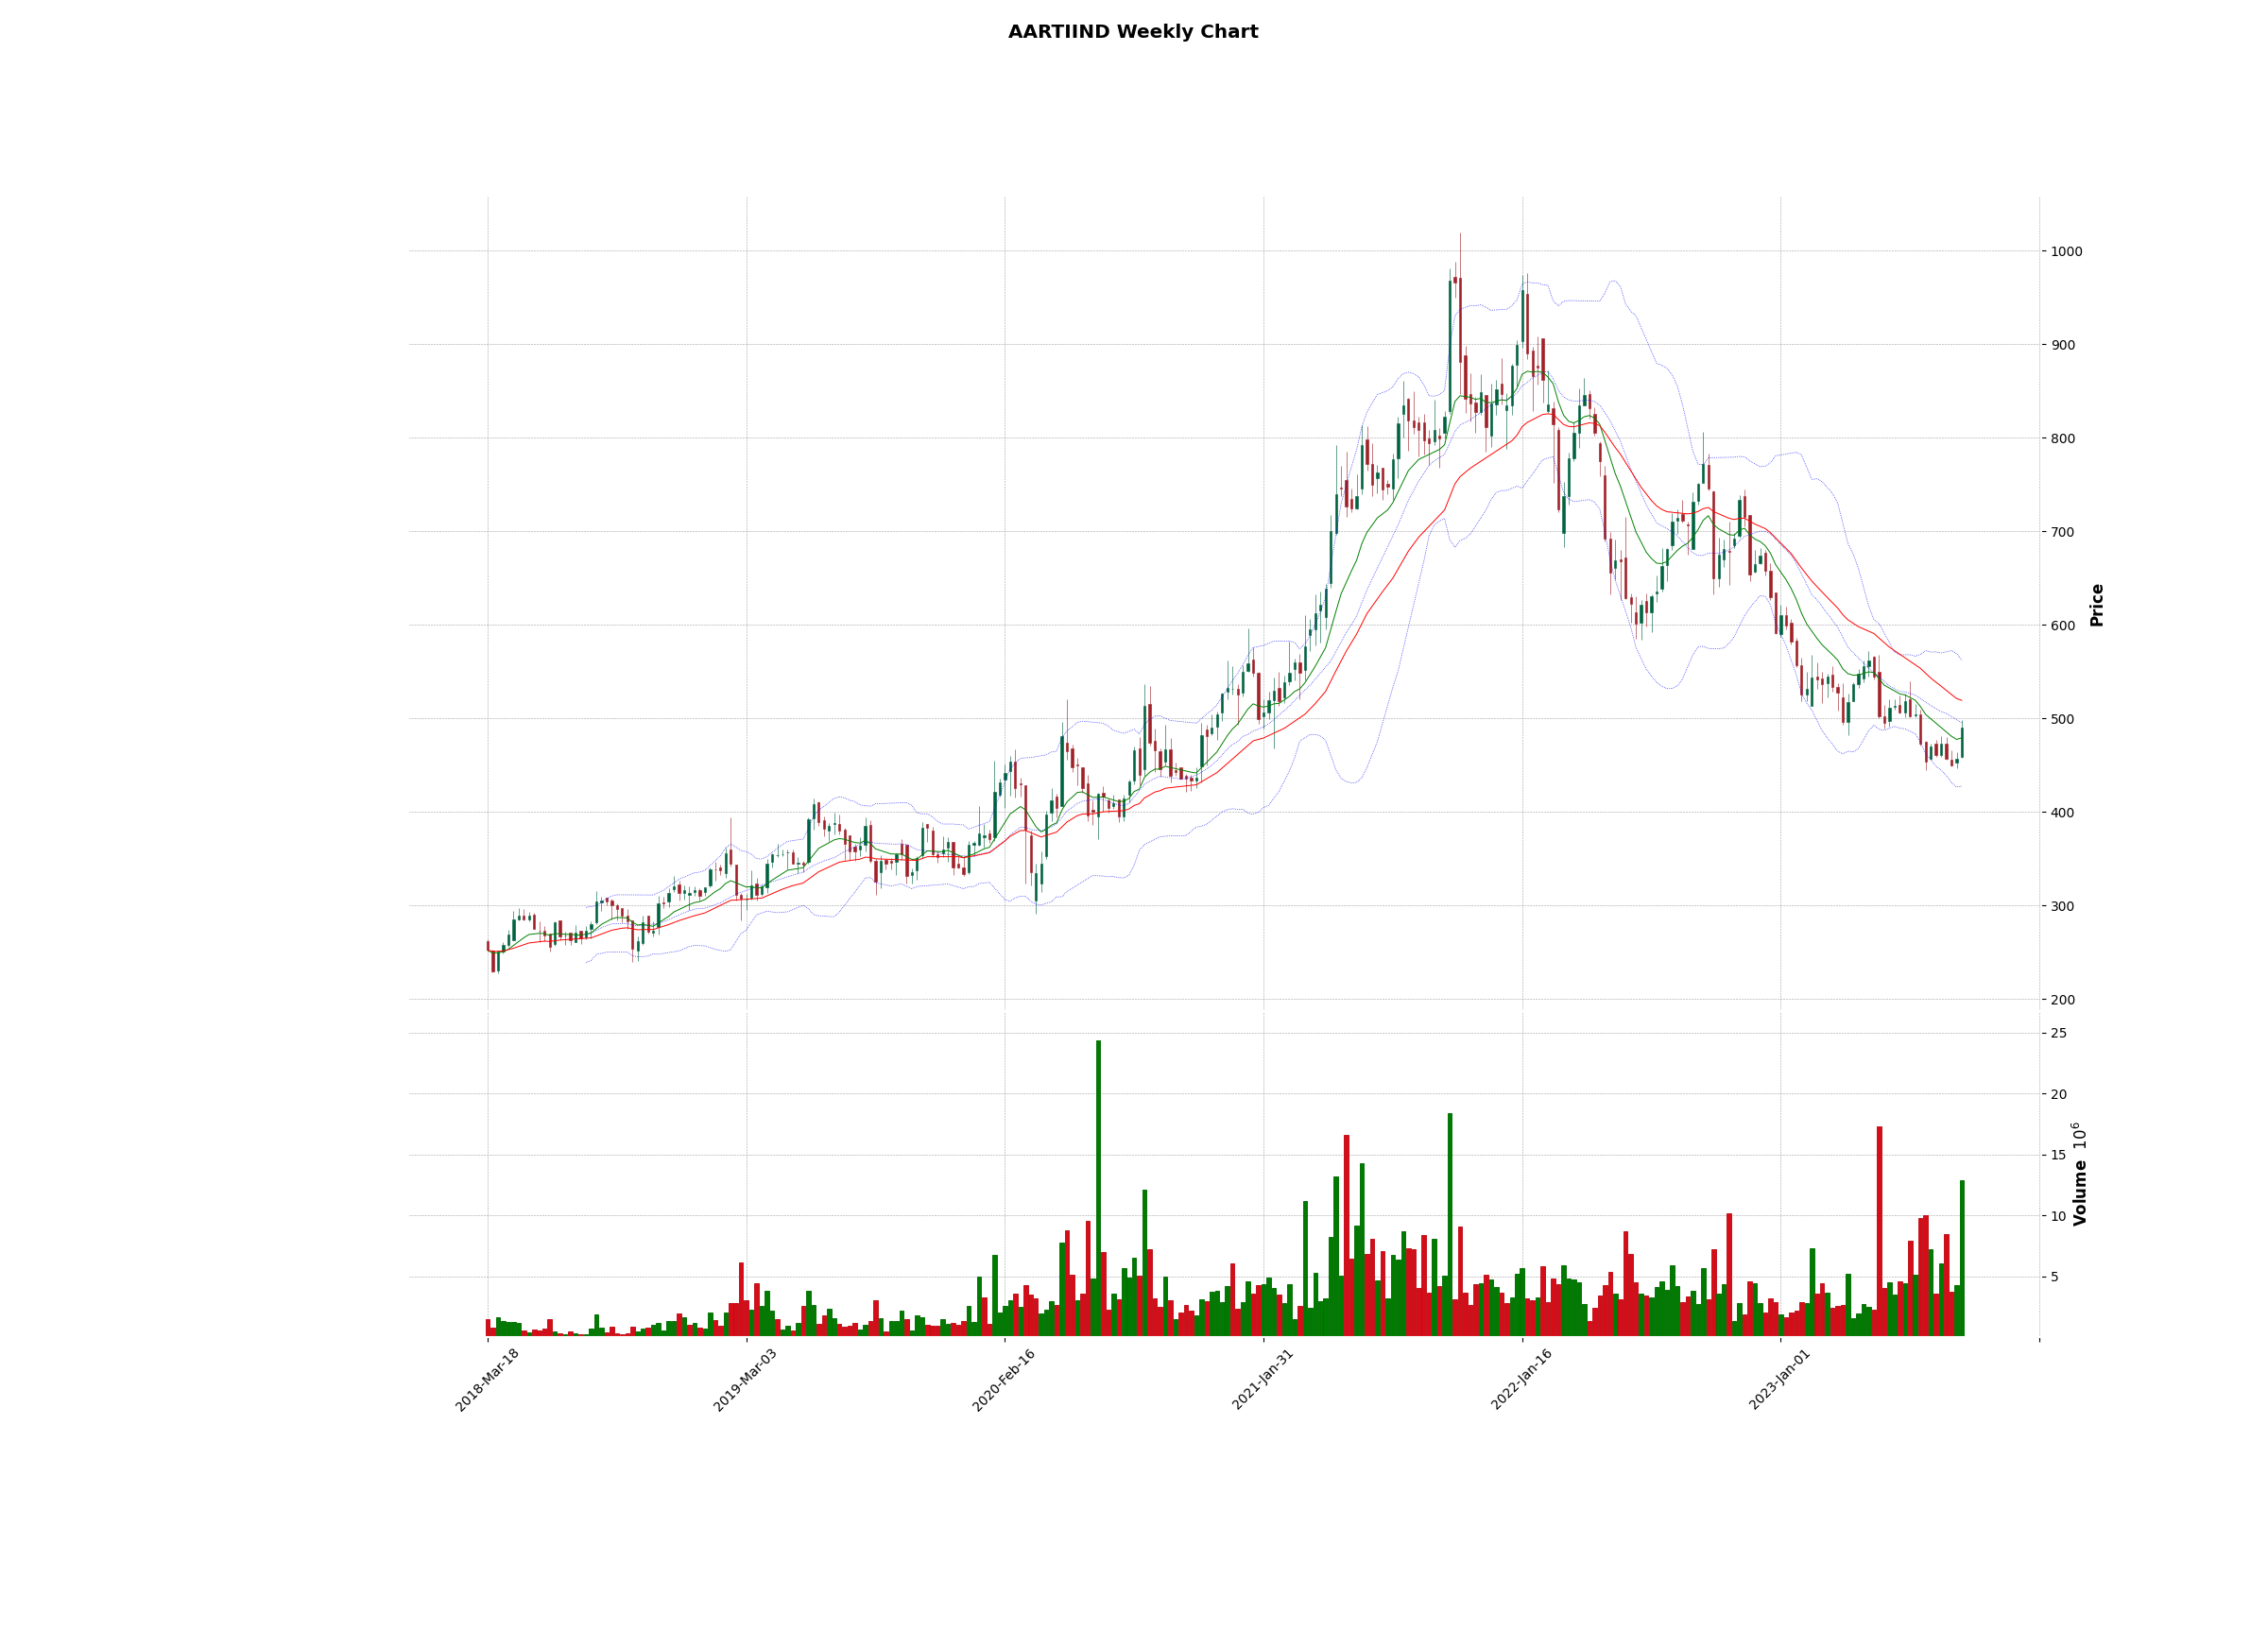 AARTIIND Weekly Chart
1000
900
800
700
600
500
400
300
200
Price
25
20
15
10
5
Volume 10^6
2018-Mar-18
2019-Mar-03
2020-Feb-16
2021-Jan-31
2022-Jan-16
2023-Jan-01